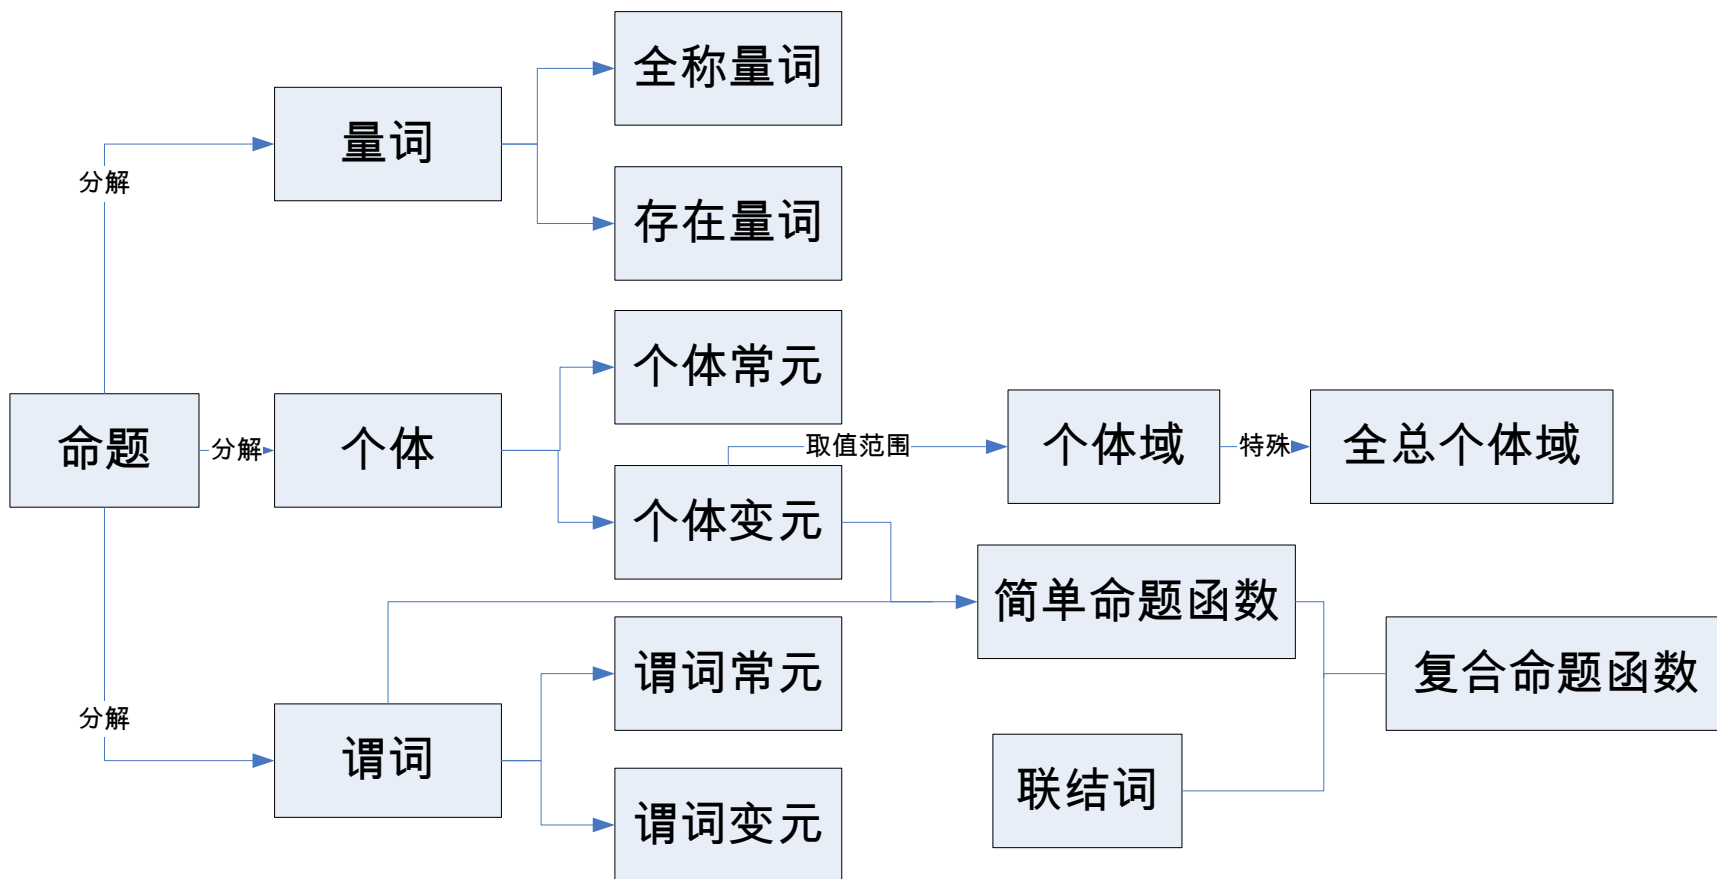 全称量词
量词
分解
存在量词
个体常元
命题
分解
个体
取值范围
个体域
特殊
全总个体域
个体变元
简单命题函数
谓词常元
复合命题函数
分解
谓词
联结词
谓词变元